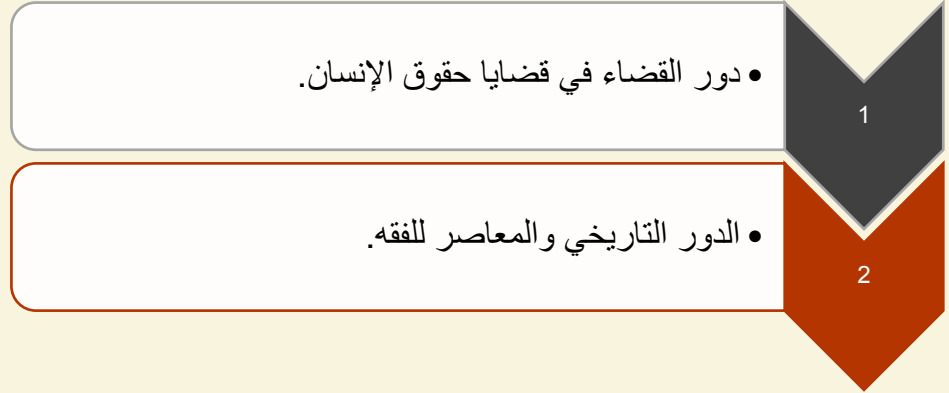 • دور القضاء في قضايا حقوق الإنسان.
1
• الدور التاريخي والمعاصر للفقه.
2